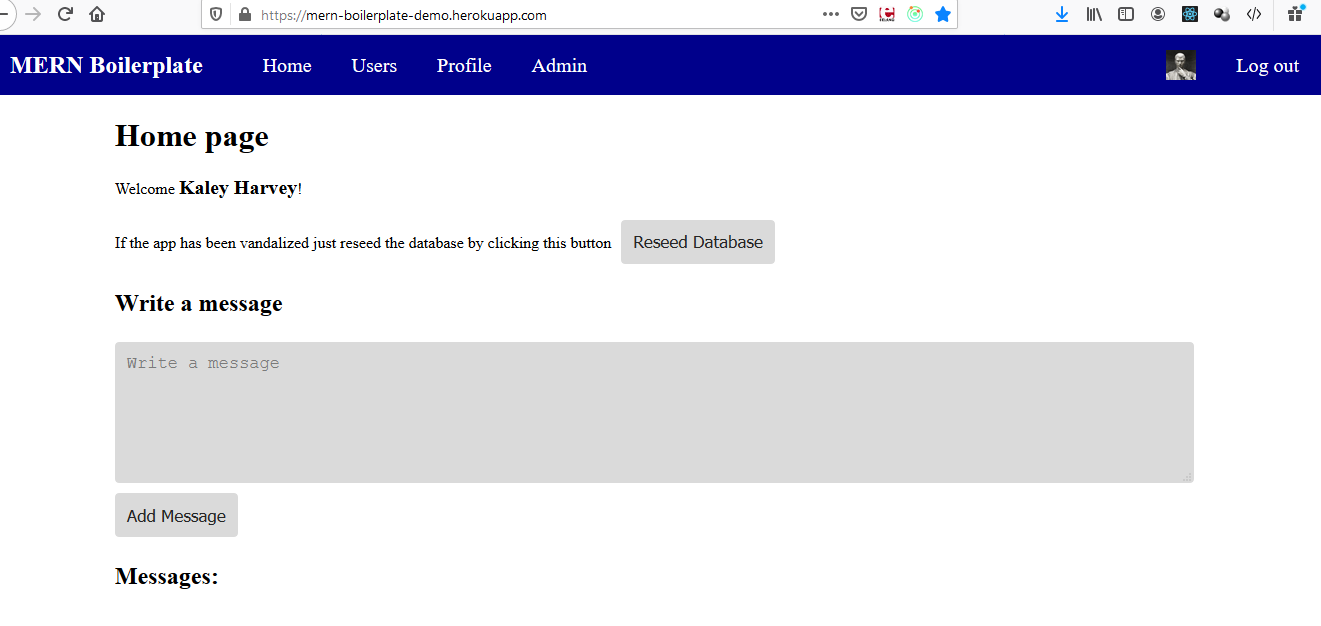 https://mern-boilerplate-demo.herokuapp.com
MERN Boilerplate Home Users Profile Admin Log out
Home page
Welcome Kaley Harvey!
If the app has been vandalized just reseed the database by clicking this button Reseed Database
Write a message
Write a message
Add Message
Messages: